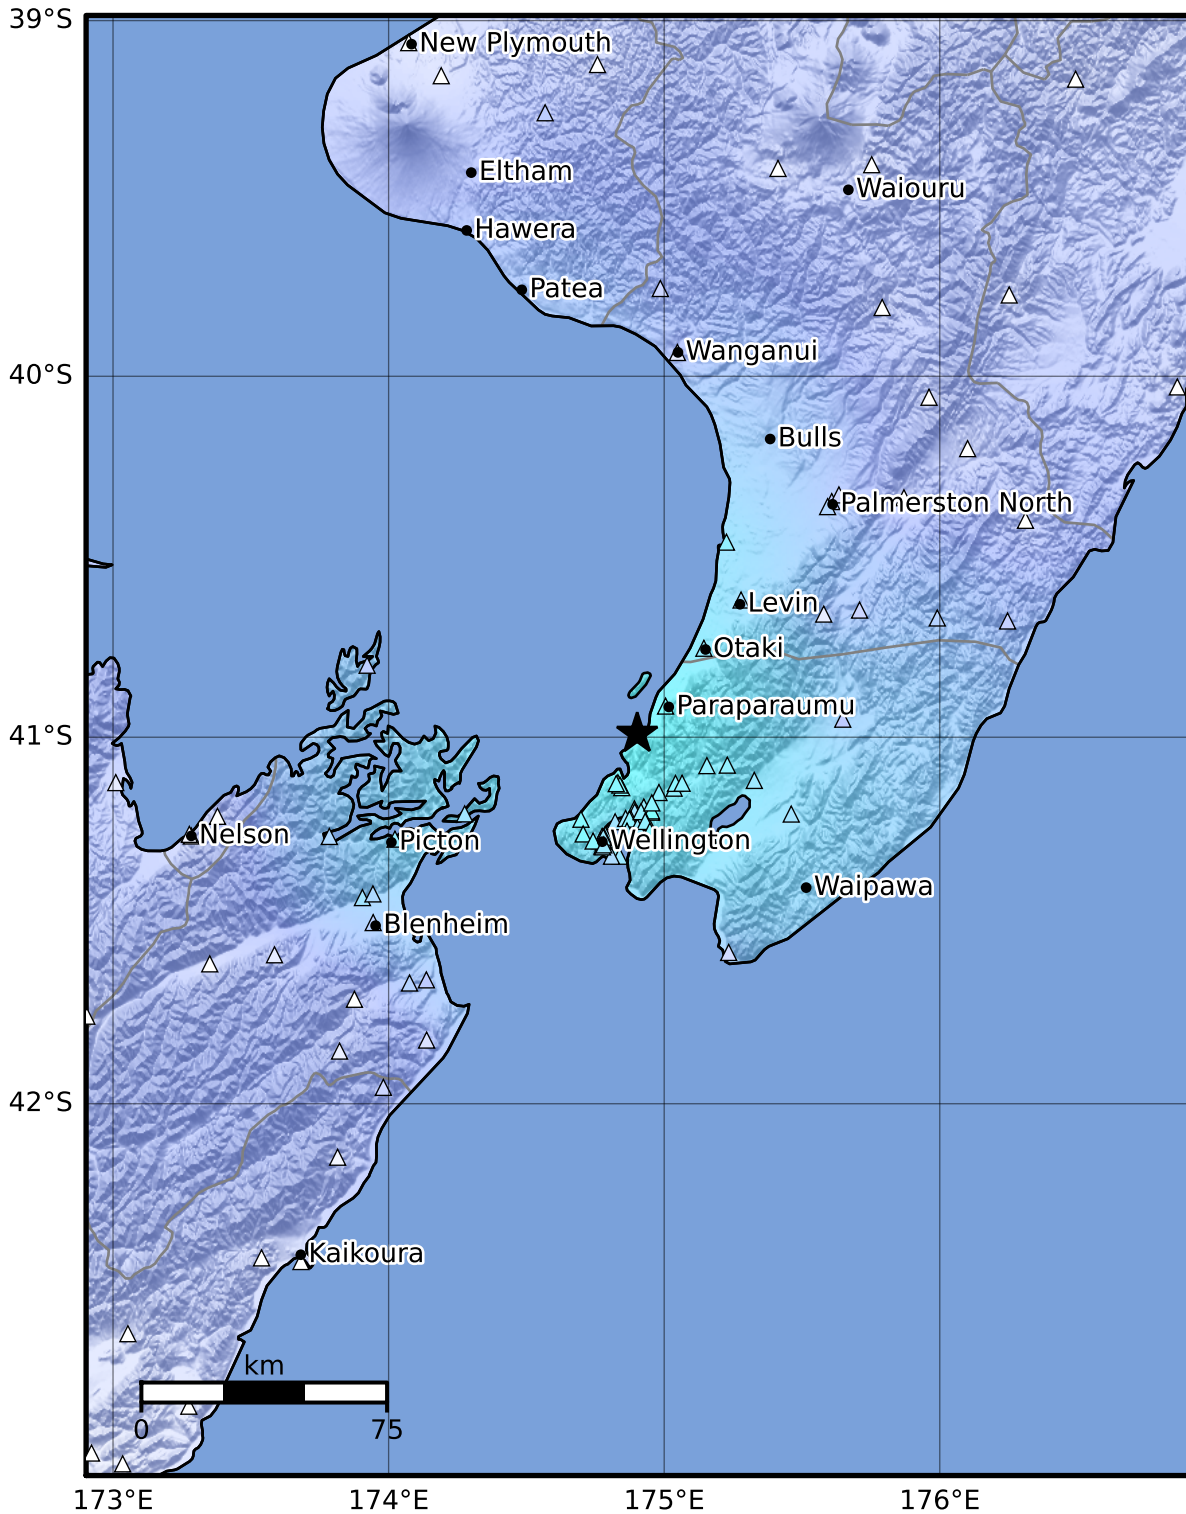 39°S
New Plymouth
Eltham
Waiouru
Hawera
Patea
Wanganui
40°S
Bulls
Palmerston North
Levin
Otaki
Paraparaumu
41°S
Nelson
Picton
Wellington
Waipawa
Blenheim
42°S
Kaikoura
km
0 75
173°E 174°E 175°E 176°E